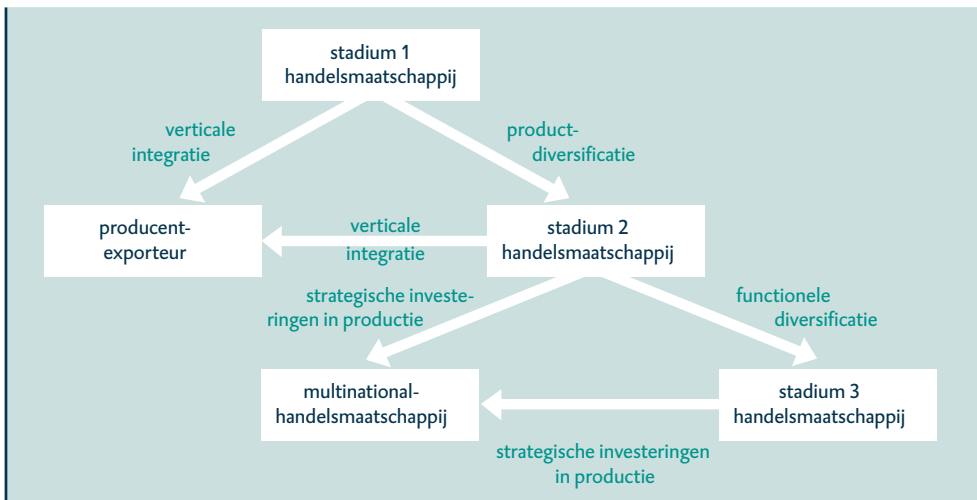 stadium 1
handelsmaatschappij
verticale
integratie
product-
diversificatie
producent-
exporteur
verticale
integratie
stadium 2
handelsmaatschappij
strategische investe-
ringen in productie
functionele
diversificatie
multinational-
handelsmaatschappij
stadium 3
handelsmaatschappij
strategische investeringen
in productie